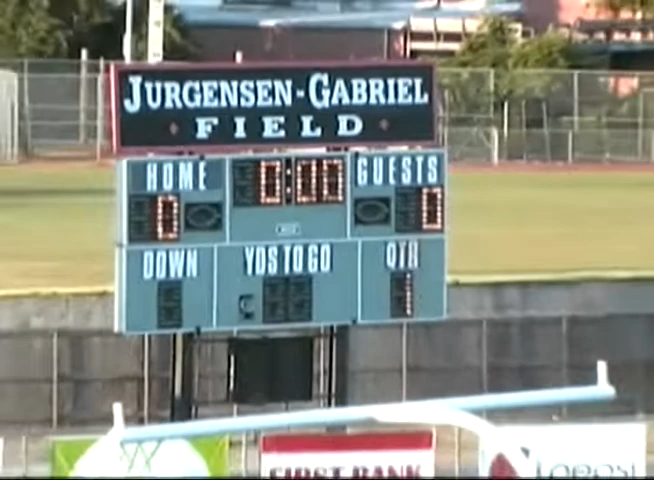 JURGENSEN-GABRIEL
FIELD
HOME 0:00 GUESTS
0 0
DOWN YDS TO GO QTR
1
FIRST BANK